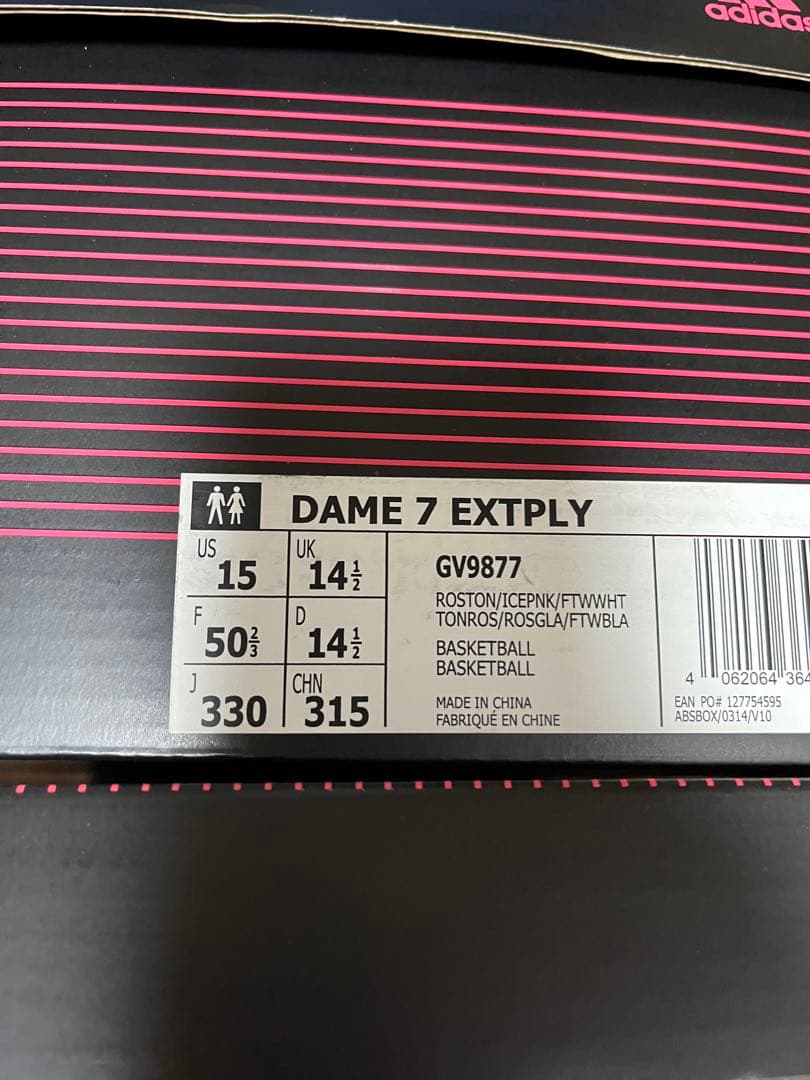 adidas
DAME 7 EXTPLY
US 15
UK 14½
F 50⅔
D 14½
J 330
CHN 315
GV9877
ROSTON/ICEPNK/FTWWHT
TONROS/ROSGLA/FTWBLA
BASKETBALL
BASKETBALL
MADE IN CHINA
FABRIQUÉ EN CHINE
4 062064 364
EAN PO# 127754595
ABSBOX/0314/V10